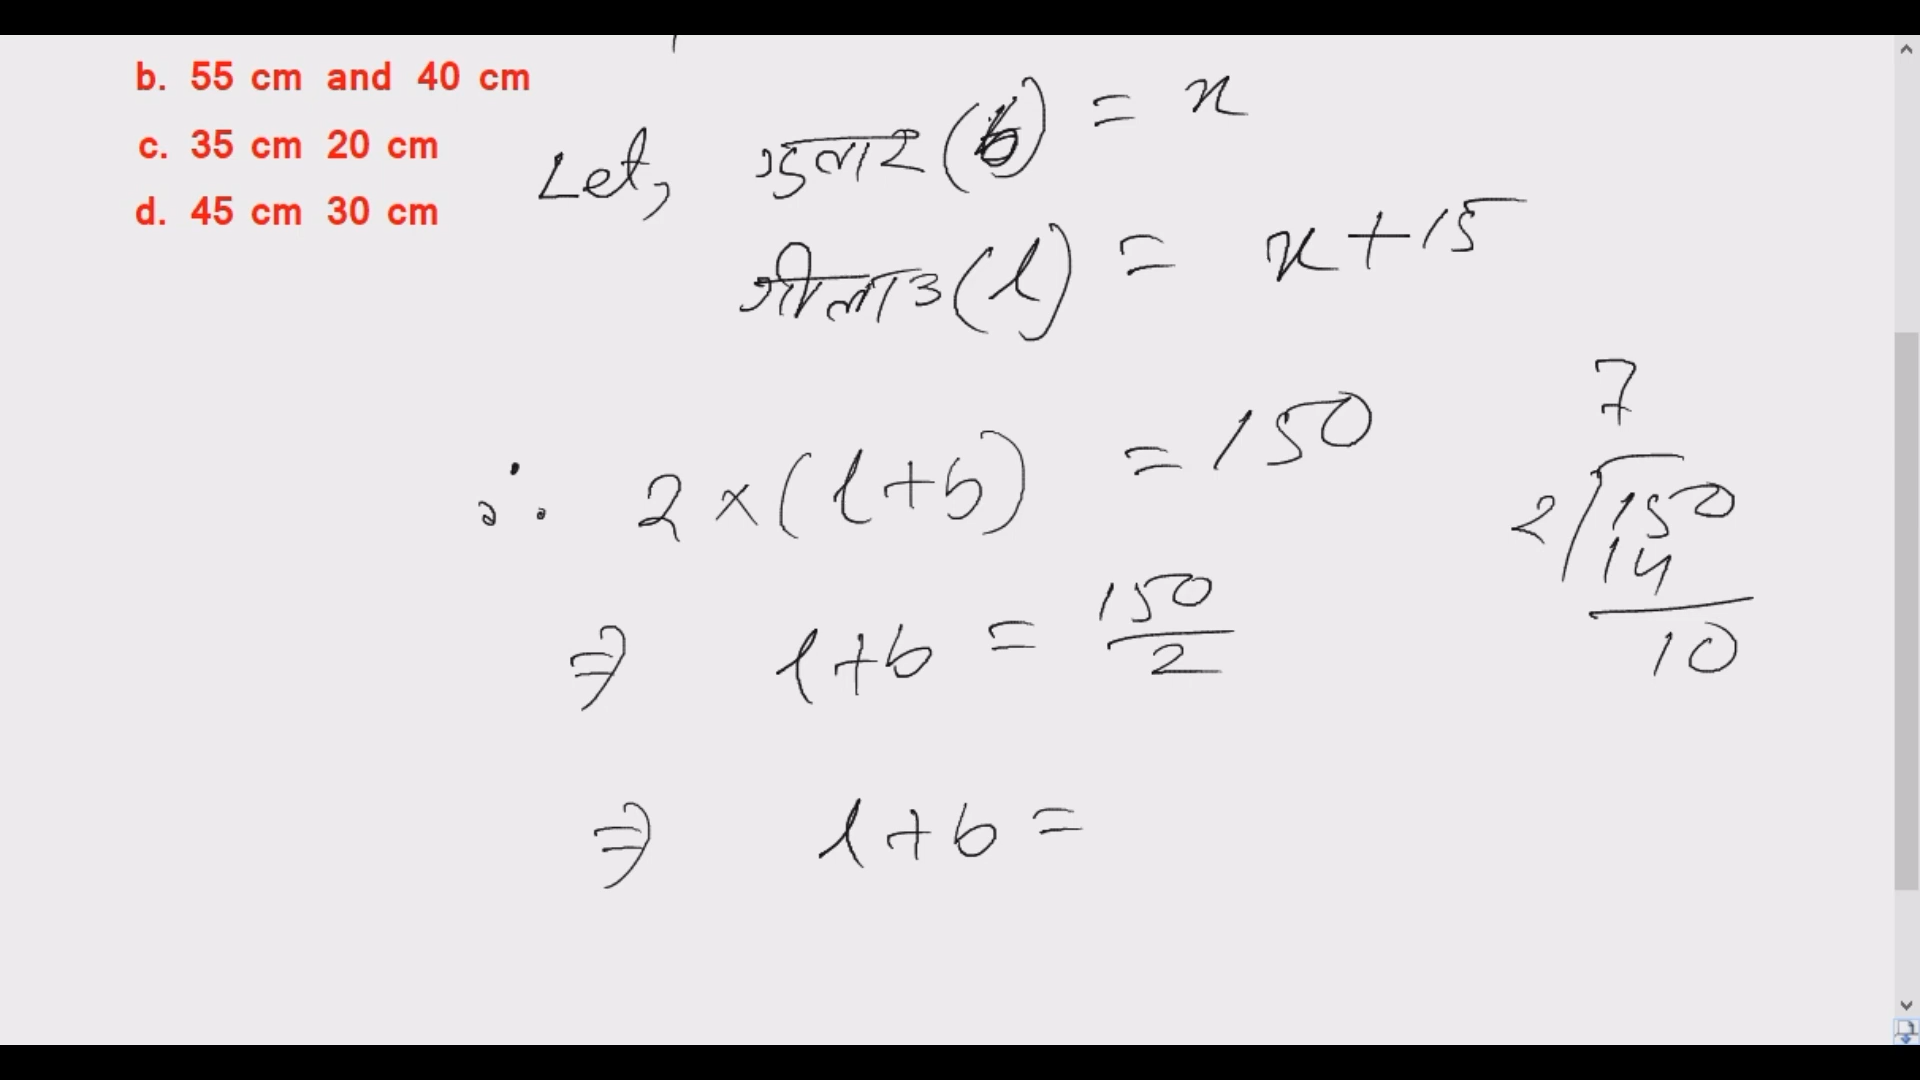 b. 55 cm and 40 cm
c. 35 cm 20 cm
d. 45 cm 30 cm
Let, (b) = x
(l) = x + 15
∴ 2 × (l + b) = 150
⇒ l + b = 150/2
⇒ l + b =
7
2 150
14
10